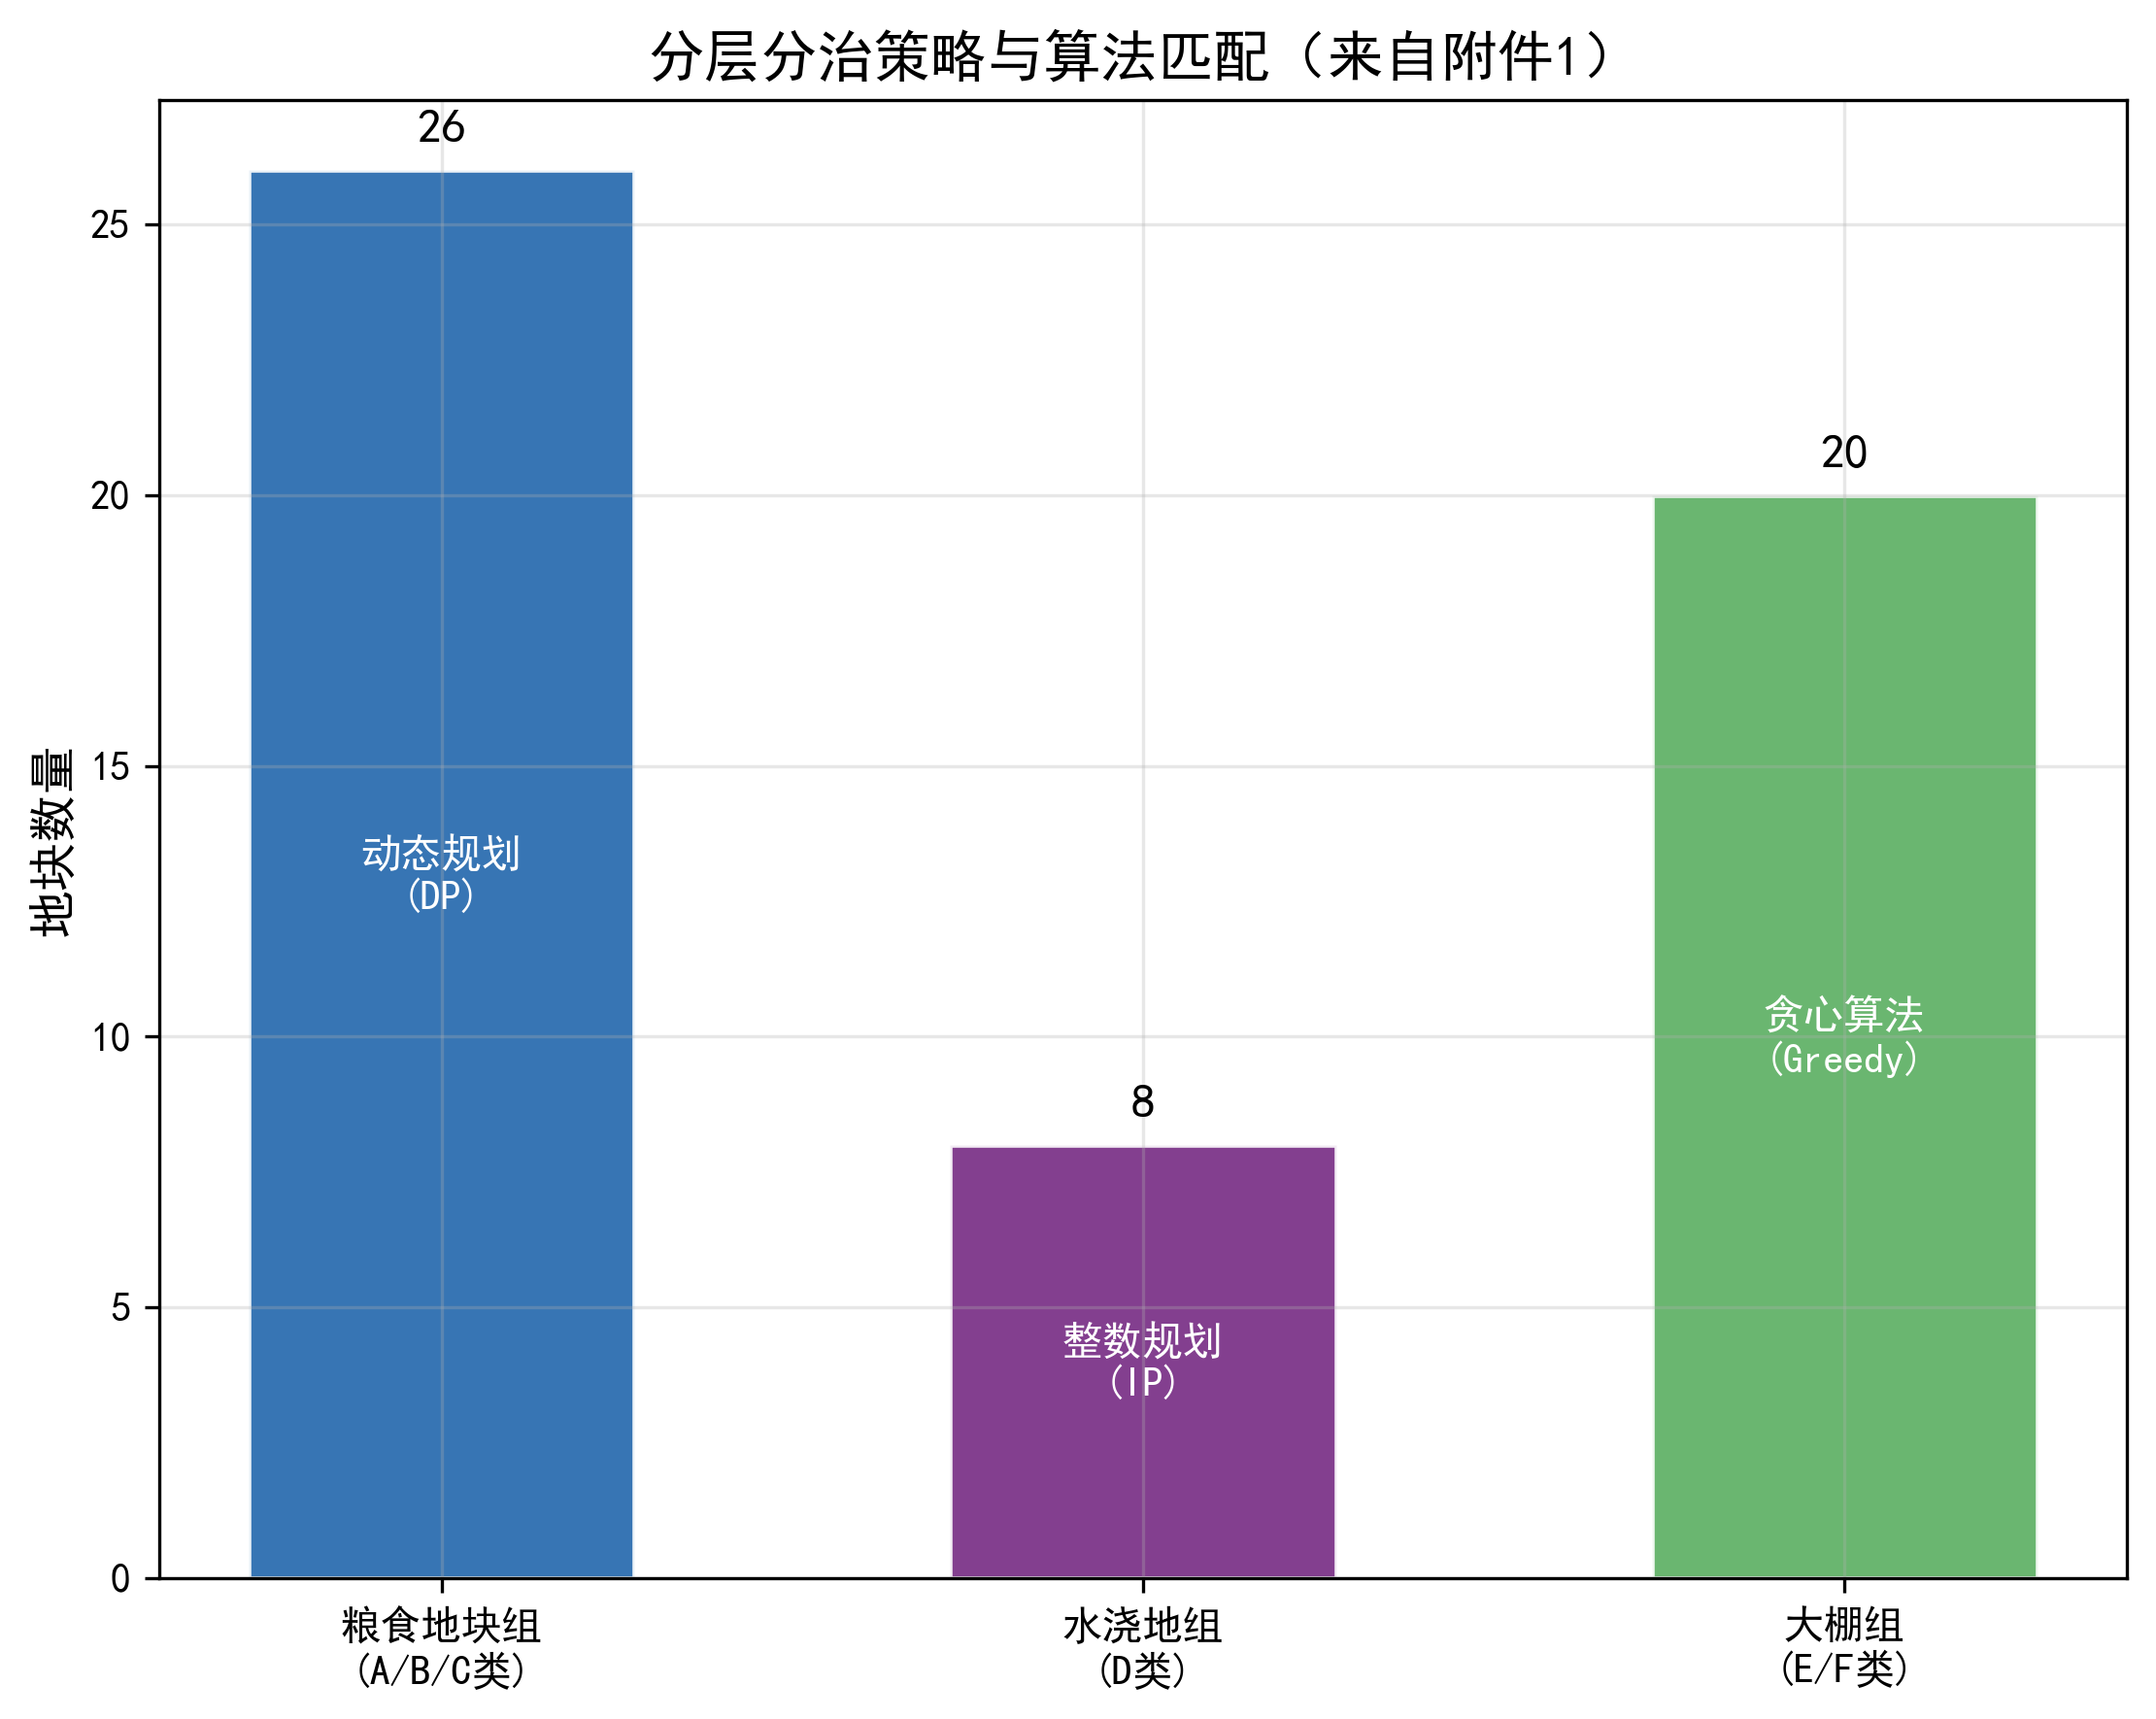 分层分治策略与算法匹配（来自附件1）
地块数量
25
20
15
10
5
0
26
8
20
动态规划
(DP)
整数规划
(IP)
贪心算法
(Greedy)
粮食地块组
(A/B/C类)
水浇地组
(D类)
大棚组
(E/F类)